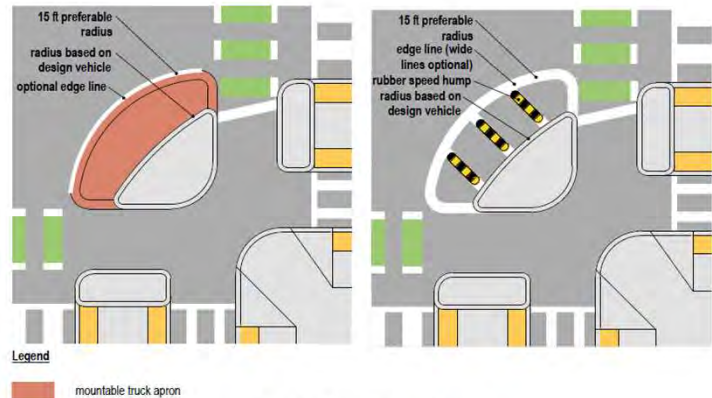 15 ft preferable
radius
radius based on
design vehicle
optional edge line
15 ft preferable
radius
edge line (wide
lines optional)
rubber speed hump
radius based on
design vehicle
Legend
mountable truck apron